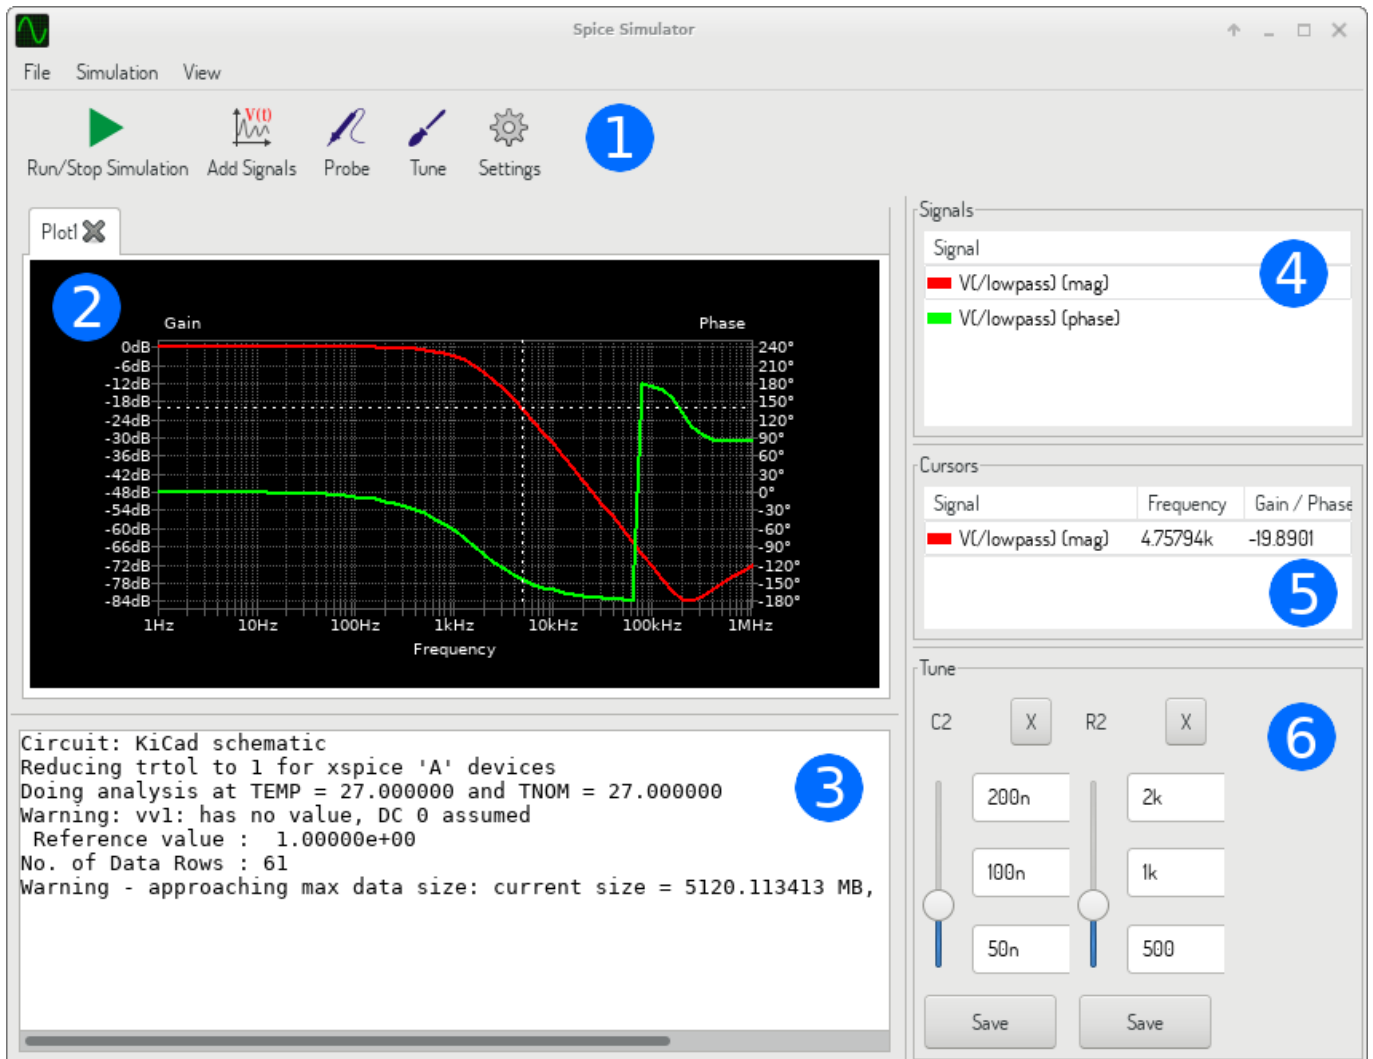 Spice Simulator
File Simulation View
V(t)
Run/Stop Simulation Add Signals Probe Tune Settings
1
Plot1
2
Gain Phase
0dB 240°
-6dB 210°
-12dB 180°
-18dB 150°
-24dB 120°
-30dB 90°
-36dB 60°
-42dB 30°
-48dB 0°
-54dB -30°
-60dB -60°
-66dB -90°
-72dB -120°
-78dB -150°
-84dB -180°
1Hz 10Hz 100Hz 1kHz 10kHz 100kHz 1MHz
Frequency
Circuit: KiCad schematic
Reducing trtol to 1 for xspice 'A' devices
Doing analysis at TEMP = 27.000000 and TNOM = 27.000000
Warning: vv1: has no value, DC 0 assumed
Reference value :  1.00000e+00
No. of Data Rows : 61
Warning - approaching max data size: current size = 5120.113413 MB,
3
Signals
Signal
4
V(/lowpass) (mag)
V(/lowpass) (phase)
Cursors
Signal Frequency Gain / Phase
V(/lowpass) (mag) 4.75794k -19.8901
5
Tune
C2 X R2 X
6
200n 2k
100n 1k
50n 500
Save Save